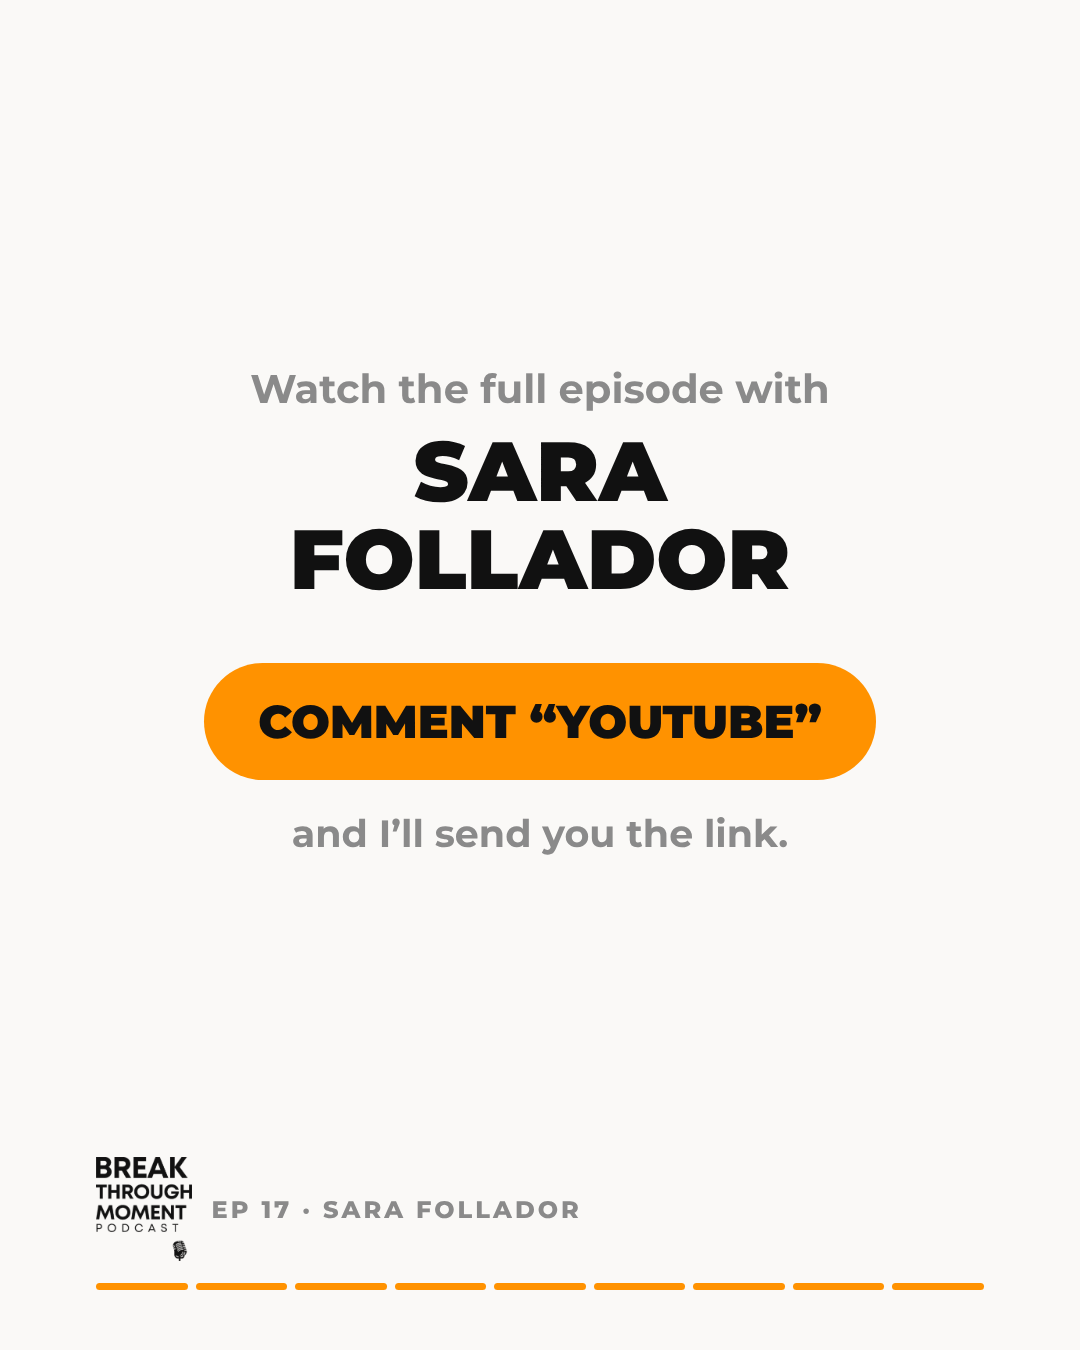 Watch the full episode with
SARA
FOLLADOR
COMMENT “YOUTUBE”
and I’ll send you the link.
BREAK
THROUGH
MOMENT
PODCAST
EP 17 · SARA FOLLADOR